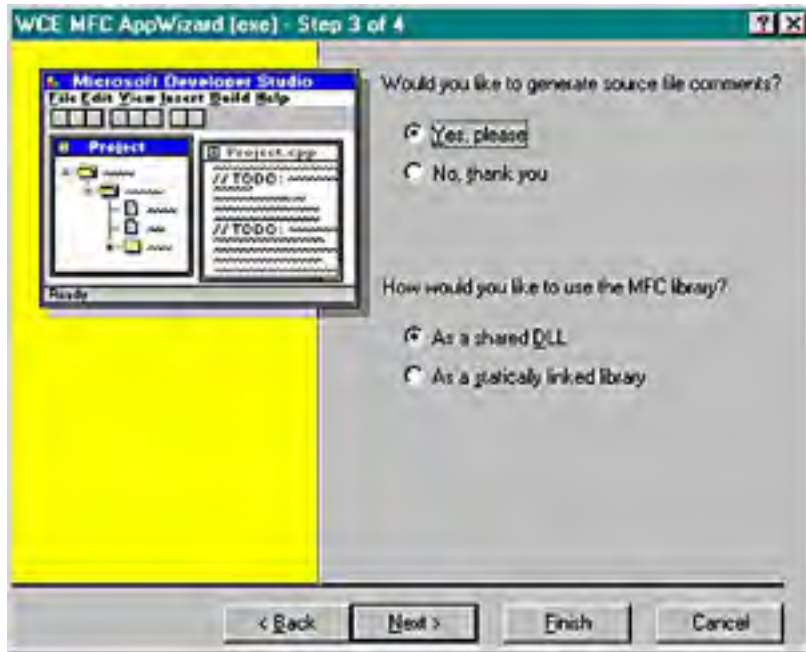 WCE MFC AppWizard (exe) - Step 3 of 4
Microsoft Developer Studio
File Edit View Insert Build Help
Project
Project.cpp
// TODO:
// TODO:
Ready
Would you like to generate source file comments?
Yes, please
No, thank you
How would you like to use the MFC library?
As a shared DLL
As a statically linked library
< Back
Next >
Finish
Cancel